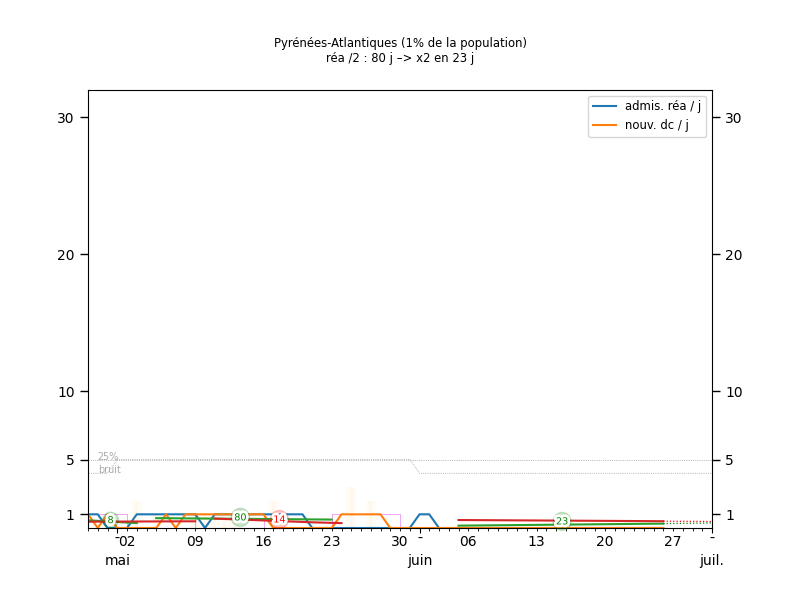 Pyrénées-Atlantiques (1% de la population)
réa /2 : 80 j –> x2 en 23 j
admis. réa / j
nouv. dc / j
30 30
20 20
10 10
5 5
1 1
25%
bruit
8 80 14 23
02 09 16 23 30 - 06 13 20 27 -
mai juin juil.